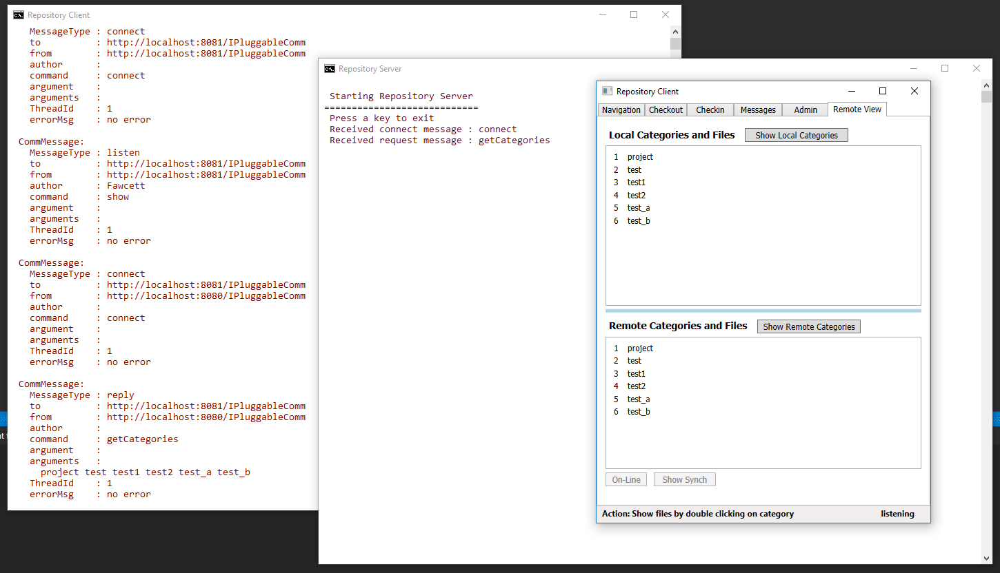 Repository Client
MessageType : connect
to : http://localhost:8081/IPluggableComm
from : http://localhost:8081/IPluggableComm
author :
command : connect
argument :
arguments :
ThreadId : 1
errorMsg : no error
CommMessage:
MessageType : listen
to : http://localhost:8081/IPluggableComm
from : http://localhost:8081/IPluggableComm
author : Fawcett
command : show
argument :
arguments :
ThreadId : 1
errorMsg : no error
CommMessage:
MessageType : connect
to : http://localhost:8081/IPluggableComm
from : http://localhost:8080/IPluggableComm
author :
command : connect
argument :
arguments :
ThreadId : 1
errorMsg : no error
CommMessage:
MessageType : reply
to : http://localhost:8081/IPluggableComm
from : http://localhost:8080/IPluggableComm
author :
command : getCategories
argument :
arguments :
project test test1 test2 test_a test_b
ThreadId : 1
errorMsg : no error
Repository Server
Starting Repository Server
============================
Press a key to exit
Received connect message : connect
Received request message : getCategories
Repository Client
Navigation Checkout Checkin Messages Admin Remote View
Local Categories and Files Show Local Categories
1 project
2 test
3 test1
4 test2
5 test_a
6 test_b
Remote Categories and Files Show Remote Categories
1 project
2 test
3 test1
4 test2
5 test_a
6 test_b
On-Line Show Synch
Action: Show files by double clicking on category listening